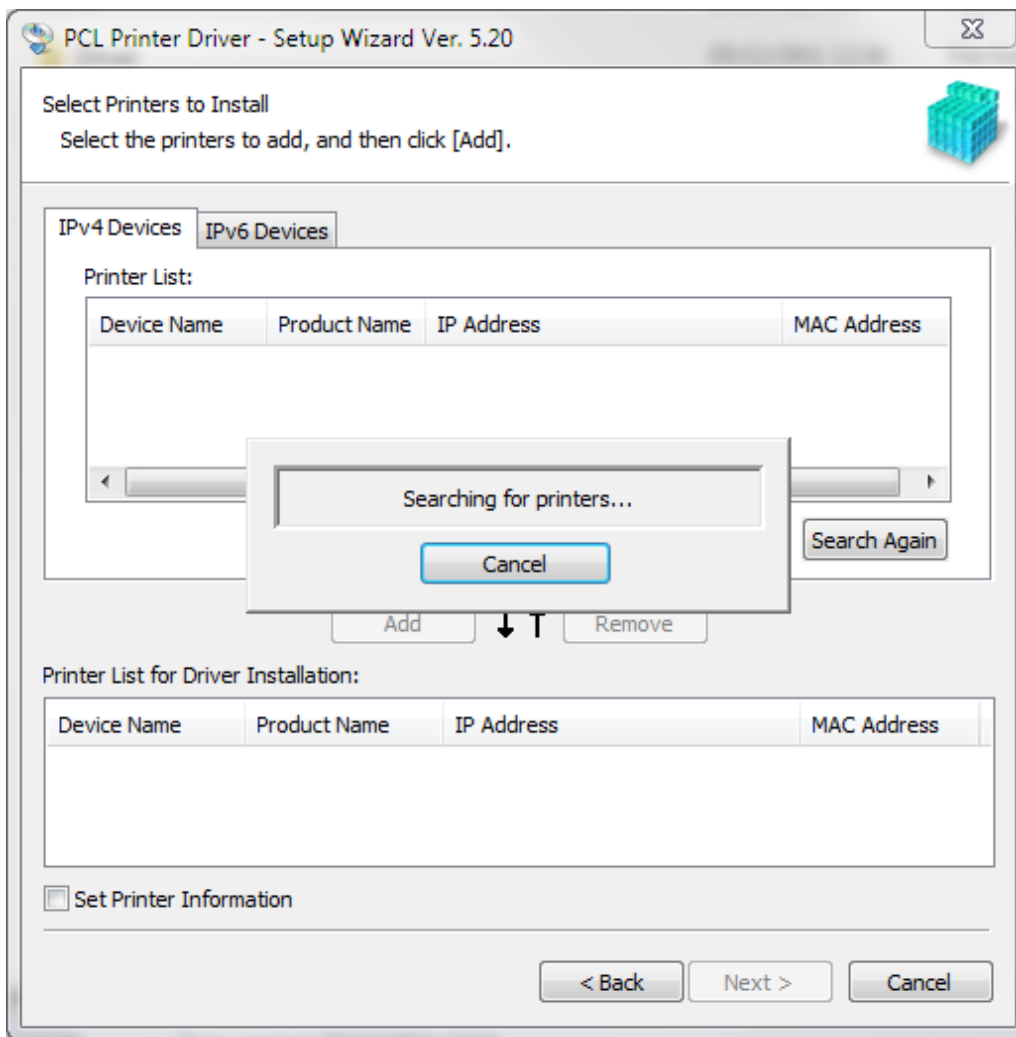 PCL Printer Driver - Setup Wizard Ver. 5.20
Select Printers to Install
Select the printers to add, and then click [Add].
IPv4 Devices IPv6 Devices
Printer List:
Device Name Product Name IP Address MAC Address
Searching for printers...
Cancel
Search Again
Add Remove
Printer List for Driver Installation:
Device Name Product Name IP Address MAC Address
Set Printer Information
< Back Next > Cancel